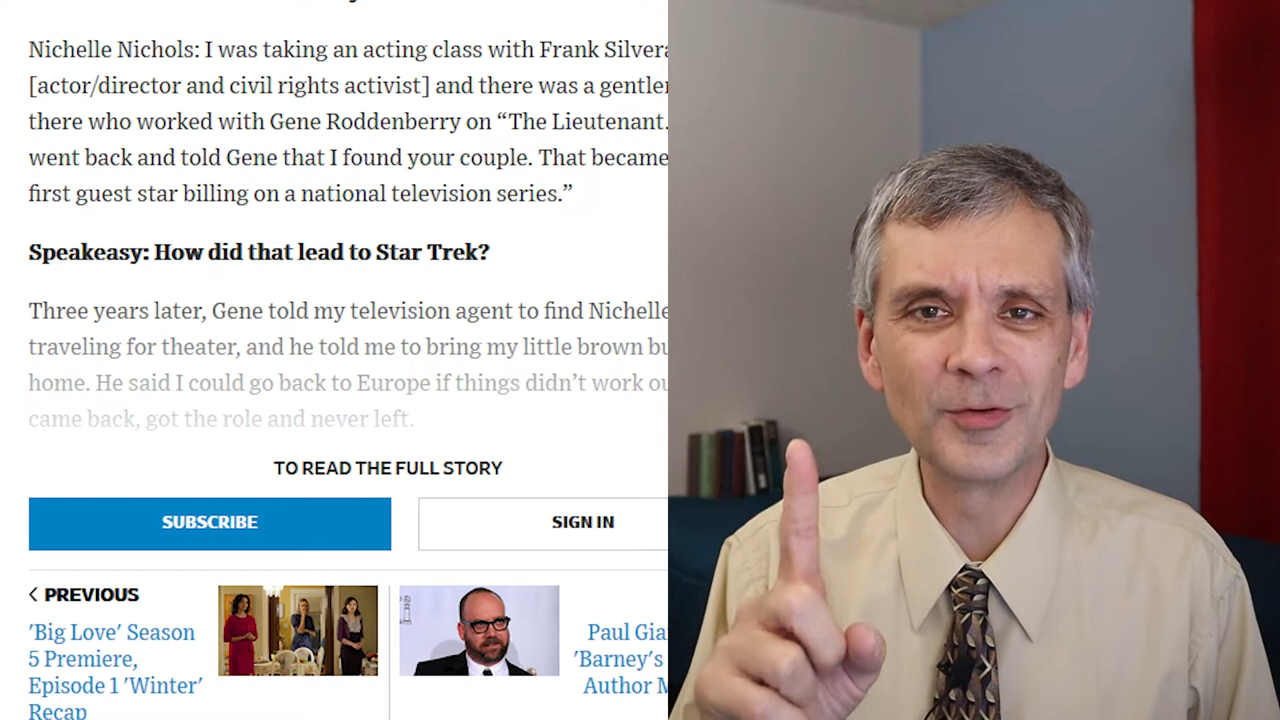 Nichelle Nichols: I was taking an acting class with Frank
[actor/director and civil rights activist] and there was a
there who worked with Gene Roddenberry on “The Lieutenant.
went back and told Gene that I found your couple. That became
first guest star billing on a national television series.”
Speakeasy: How did that lead to Star Trek?
Three years later, Gene told my television agent to find Nichelle
traveling for theater, and he told me to bring my little brown
home. He said I could go back to Europe if things didn’t work
came back, got the role and never left.
TO READ THE FULL STORY
SUBSCRIBE
SIGN IN
< PREVIOUS
'Big Love' Season
5 Premiere,
Episode 1 'Winter'
Recap
Paul
'Barney's
Author